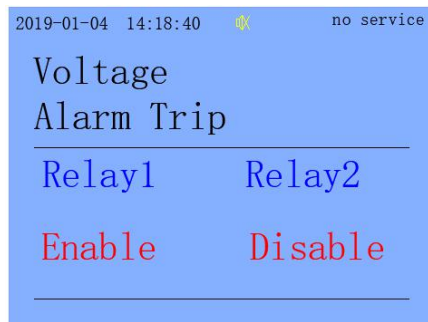 2019-01-04 14:18:40 no service
Voltage
Alarm Trip
Relay1 Relay2
Enable Disable